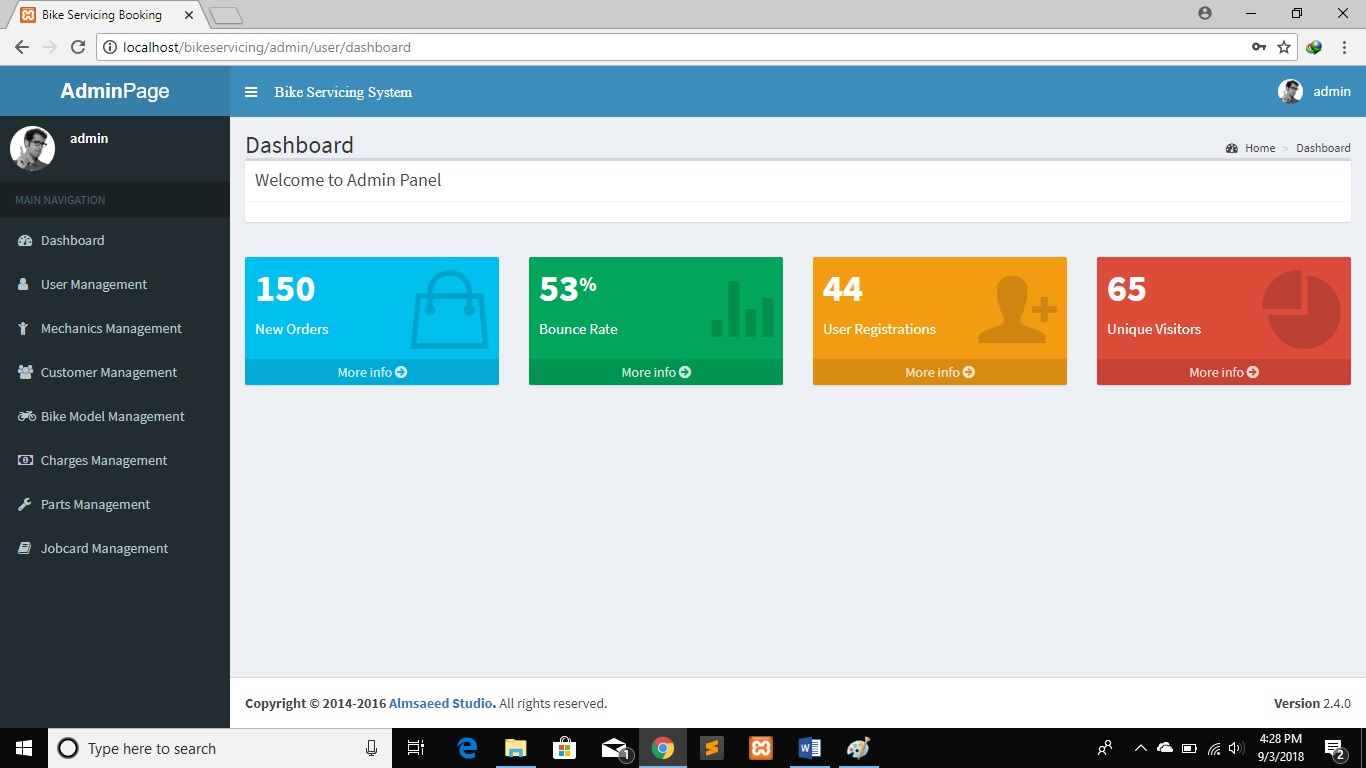 Bike Servicing Booking
localhost/bikeservicing/admin/user/dashboard
AdminPage
Bike Servicing System
admin
admin
MAIN NAVIGATION
Dashboard
User Management
Mechanics Management
Customer Management
Bike Model Management
Charges Management
Parts Management
Jobcard Management
Dashboard
Home > Dashboard
Welcome to Admin Panel
150
New Orders
More info
53%
Bounce Rate
More info
44
User Registrations
More info
65
Unique Visitors
More info
Copyright © 2014-2016 Almsaeed Studio. All rights reserved.
Version 2.4.0
Type here to search
1
4:28 PM
9/3/2018
2